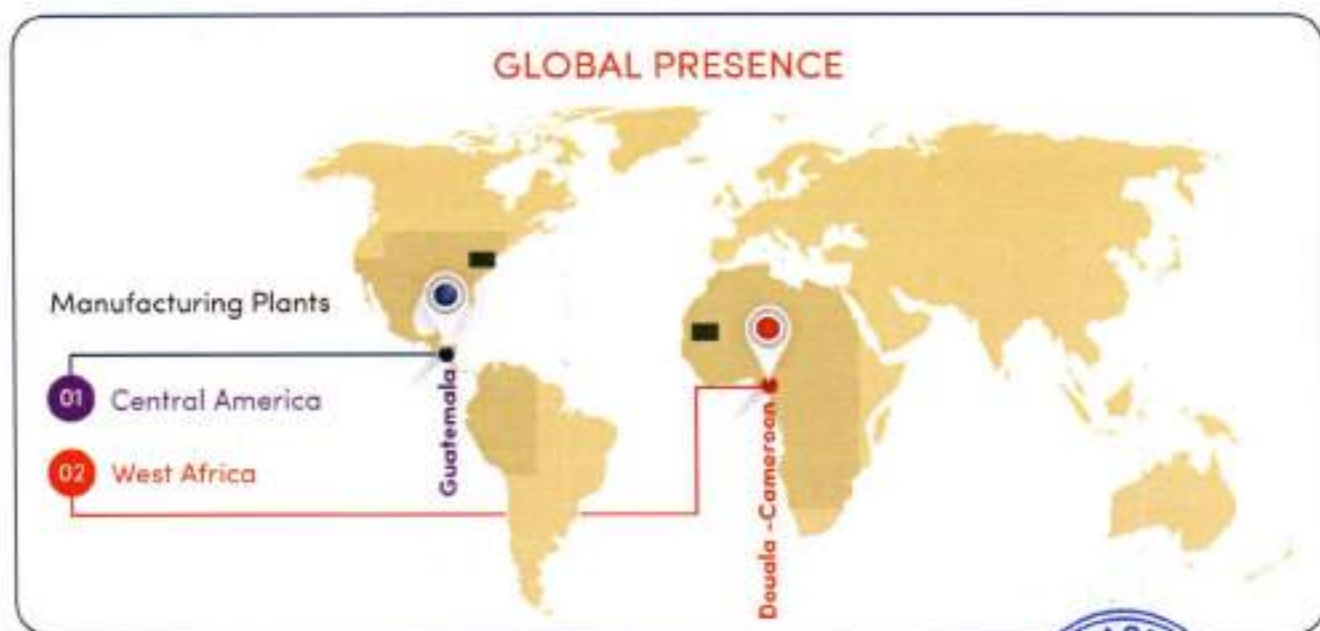 GLOBAL PRESENCE
Manufacturing Plants
01 Central America
02 West Africa
Guatemala
Douala -Cameroon